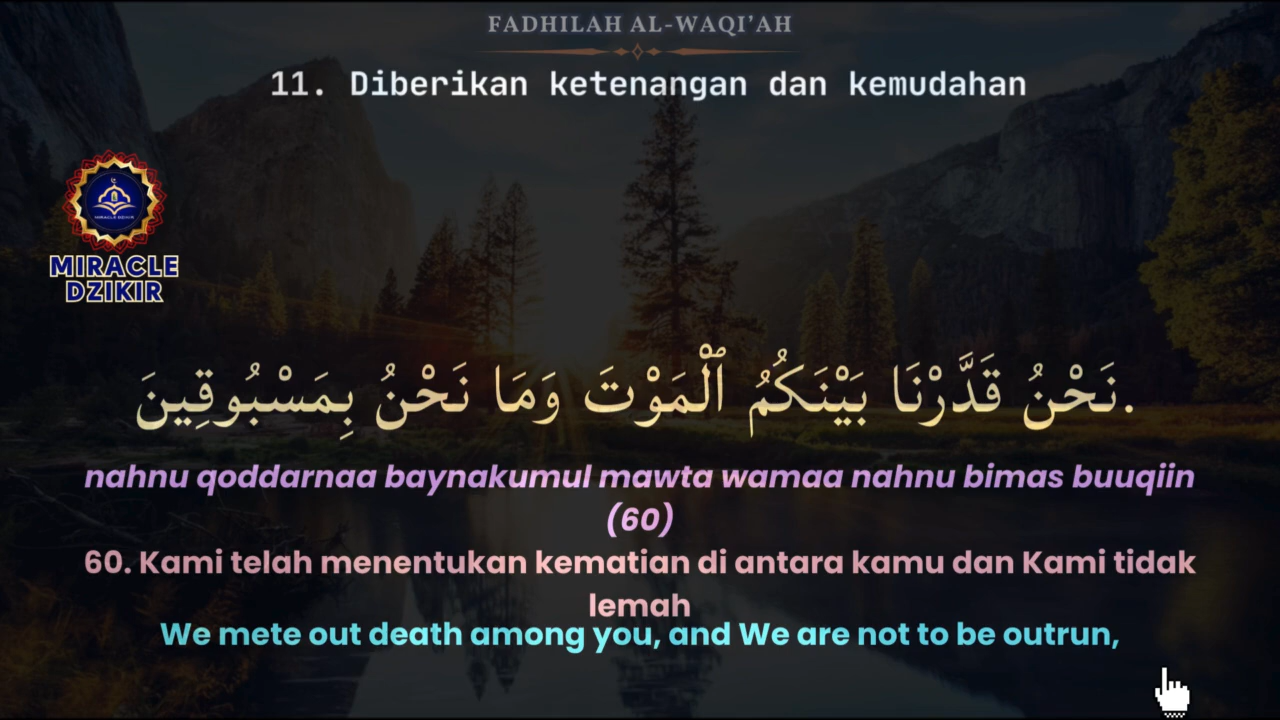 FADHILAH AL-WAQI'AH
11. Diberikan ketenangan dan kemudahan
MIRACLE
DZIKIR
نَحْنُ قَدَّرْنَا بَيْنَكُمُ ٱلْمَوْتَ وَمَا نَحْنُ بِمَسْبُوقِينَ.
nahnu qoddarnaa baynakumul mawta wamaa nahnu bimas buuqiin
(60)
60. Kami telah menentukan kematian di antara kamu dan Kami tidak
lemah
We mete out death among you, and We are not to be outrun,